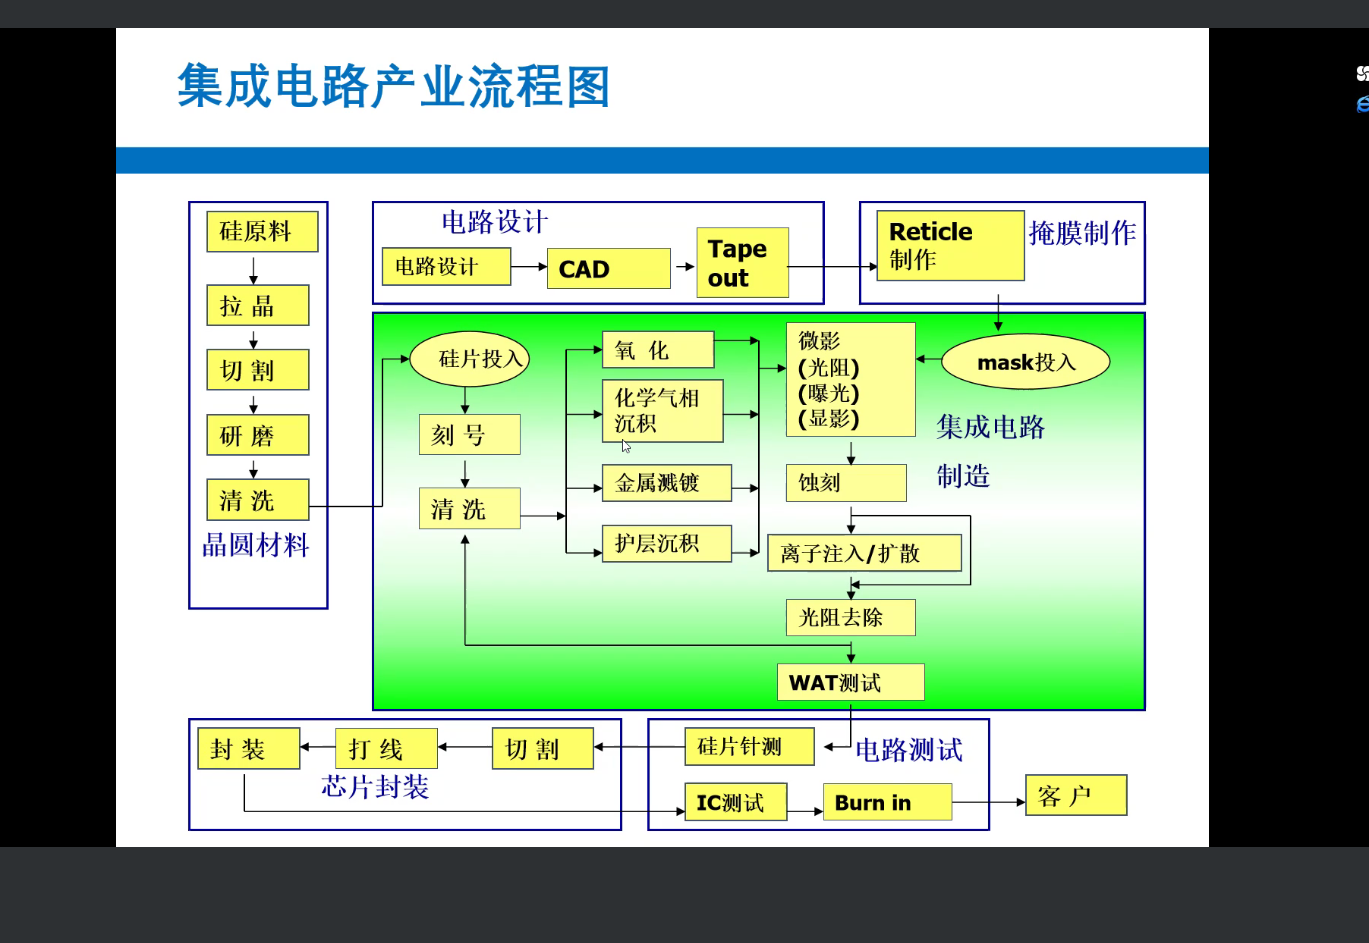 集成电路产业流程图
硅原料
拉 晶
切 割
研 磨
清 洗
晶圆材料
电路设计
电路设计
CAD
Tape
out
Reticle
制作
掩膜制作
硅片投入
刻 号
清 洗
氧 化
化学气相
沉积
金属溅镀
护层沉积
微影
(光阻)
(曝光)
(显影)
mask投入
集成电路
制造
蚀刻
离子注入/扩散
光阻去除
WAT测试
封 装
打 线
切 割
芯片封装
硅片针测
电路测试
IC测试
Burn in
客 户